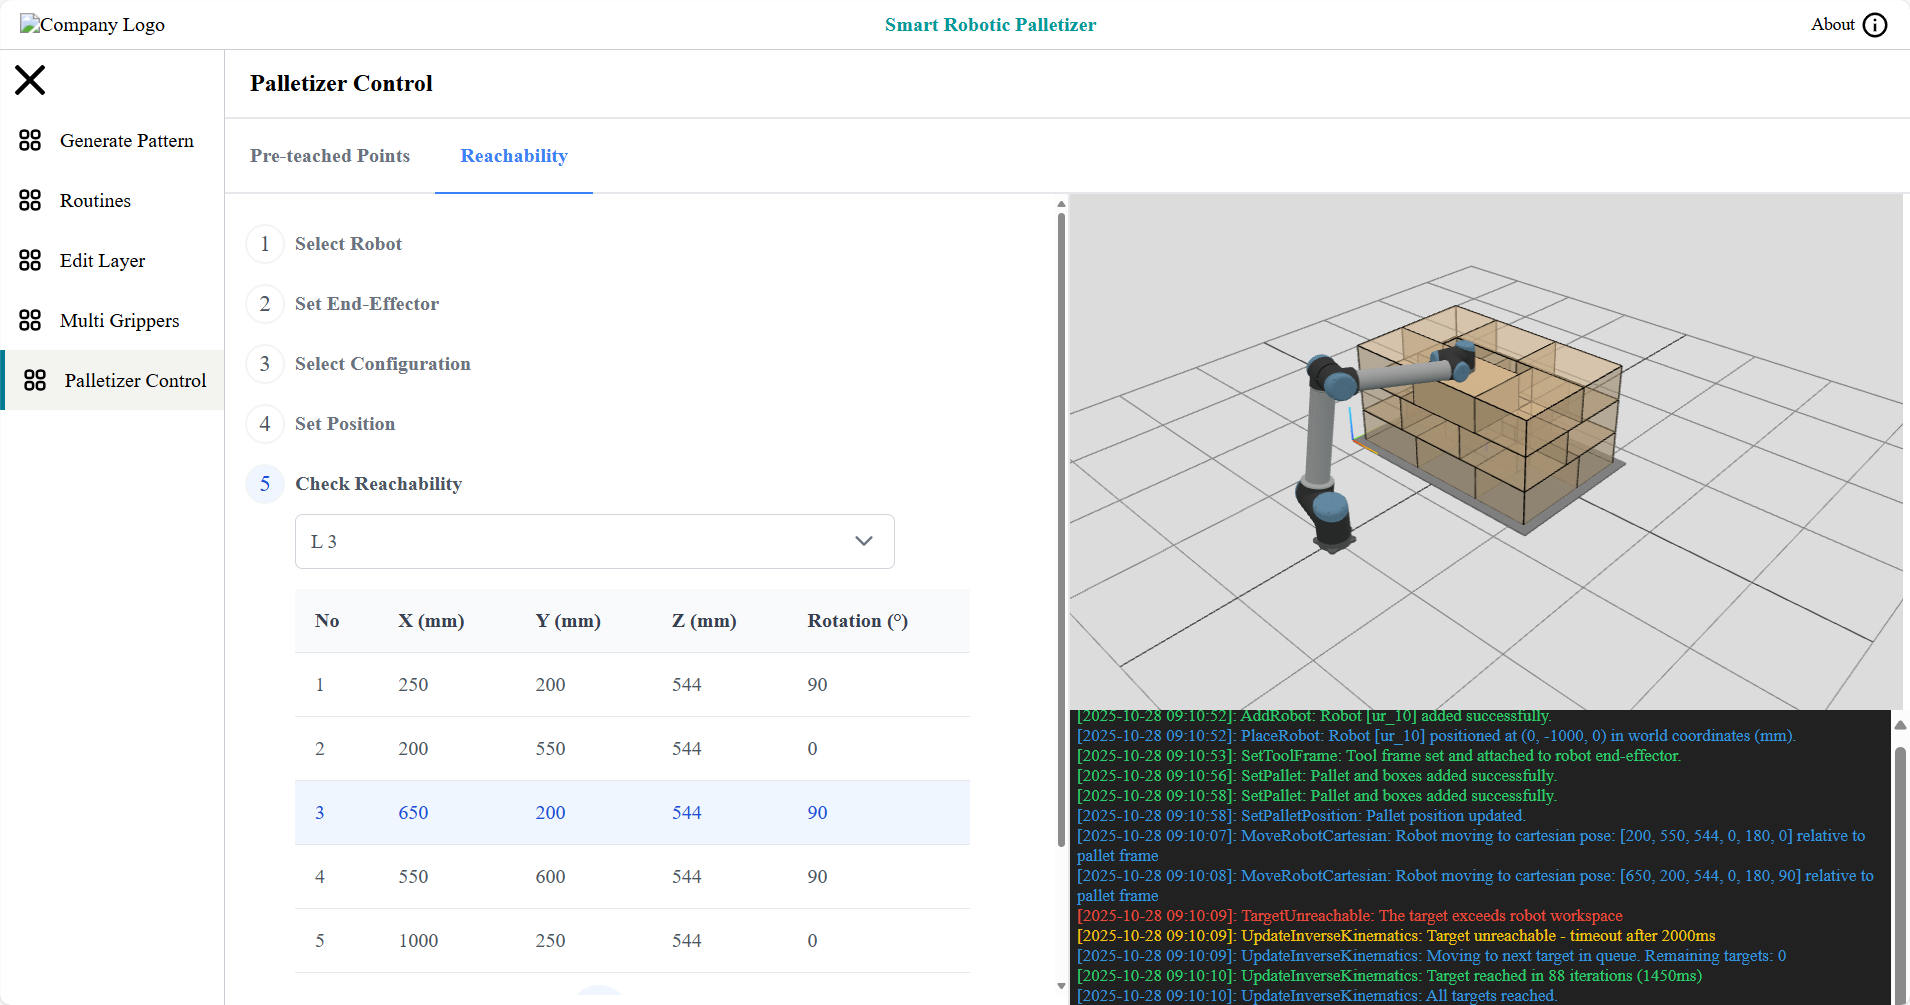 Company Logo
Smart Robotic Palletizer
About
Palletizer Control
Generate Pattern
Routines
Edit Layer
Multi Grippers
Palletizer Control
Pre-teached Points
Reachability
1 Select Robot
2 Set End-Effector
3 Select Configuration
4 Set Position
5 Check Reachability
L 3
No X (mm) Y (mm) Z (mm) Rotation (°)
1 250 200 544 90
2 200 550 544 0
3 650 200 544 90
4 550 600 544 90
5 1000 250 544 0
[2025-10-28 09:10:52]: AddRobot: Robot [ur_10] added successfully.
[2025-10-28 09:10:52]: PlaceRobot: Robot [ur_10] positioned at (0, -1000, 0) in world coordinates (mm).
[2025-10-28 09:10:53]: SetToolFrame: Tool frame set and attached to robot end-effector.
[2025-10-28 09:10:56]: SetPallet: Pallet and boxes added successfully.
[2025-10-28 09:10:58]: SetPallet: Pallet and boxes added successfully.
[2025-10-28 09:10:58]: SetPalletPosition: Pallet position updated.
[2025-10-28 09:10:07]: MoveRobotCartesian: Robot moving to cartesian pose: [200, 550, 544, 0, 180, 0] relative to
pallet frame
[2025-10-28 09:10:08]: MoveRobotCartesian: Robot moving to cartesian pose: [650, 200, 544, 0, 180, 90] relative to
pallet frame
[2025-10-28 09:10:09]: TargetUnreachable: The target exceeds robot workspace
[2025-10-28 09:10:09]: UpdateInverseKinematics: Target unreachable - timeout after 2000ms
[2025-10-28 09:10:09]: UpdateInverseKinematics: Moving to next target in queue. Remaining targets: 0
[2025-10-28 09:10:10]: UpdateInverseKinematics: Target reached in 88 iterations (1450ms)
[2025-10-28 09:10:10]: UpdateInverseKinematics: All targets reached.